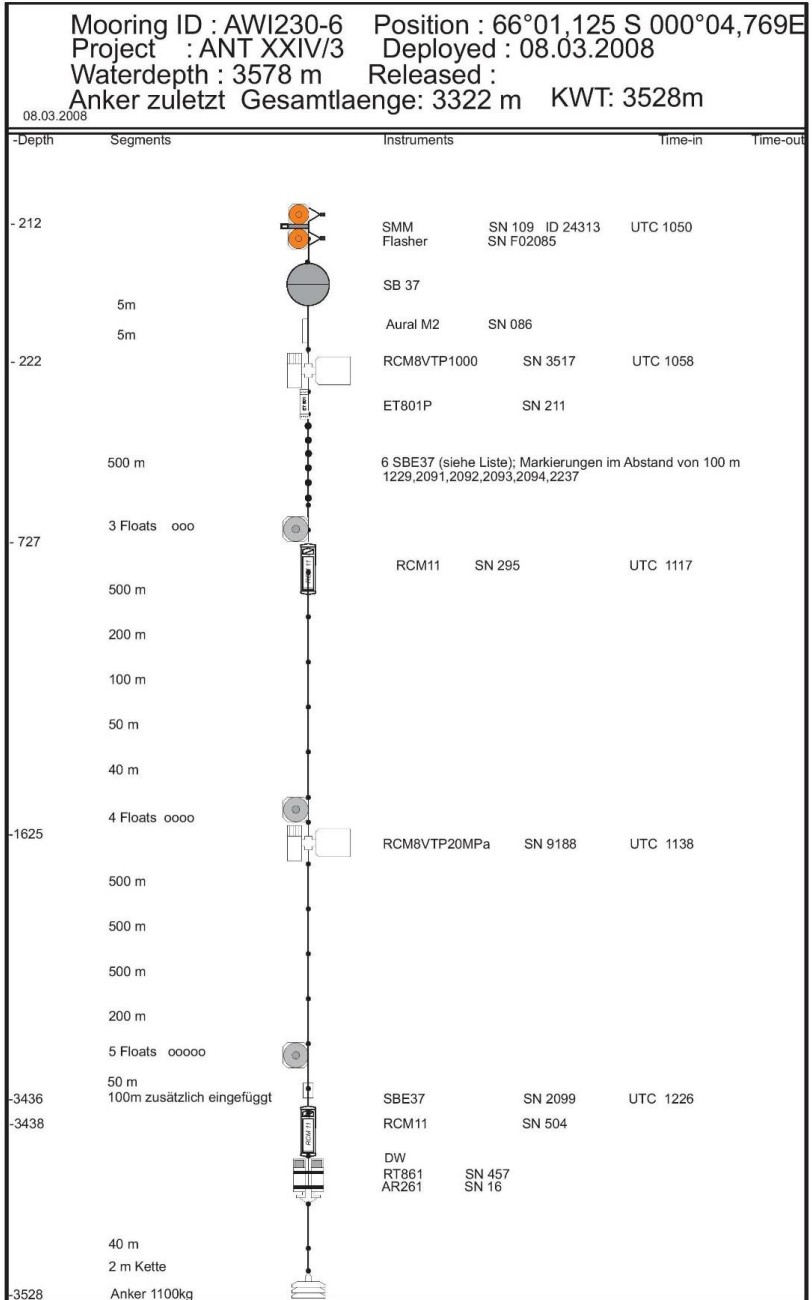 Mooring ID : AWI230-6 Position : 66°01,125 S 000°04,769E
Project : ANT XXIV/3 Deployed : 08.03.2008
Waterdepth : 3578 m Released :
Anker zuletzt Gesamtlaenge: 3322 m KWT: 3528m
08.03.2008
-Depth Segments Instruments Time-in Time-out
- 212 SMM SN 109 ID 24313 UTC 1050
Flasher SN F02085
SB 37
5m
Aural M2 SN 086
5m
- 222 RCM8VTP1000 SN 3517 UTC 1058
ET801P SN 211
ET 801
500 m 6 SBE37 (siehe Liste); Markierungen im Abstand von 100 m
1229,2091,2092,2093,2094,2237
3 Floats ooo
- 727
RCM11 SN 295 UTC 1117
RCM 11
500 m
200 m
100 m
50 m
40 m
4 Floats oooo
-1625
RCM8VTP20MPa SN 9188 UTC 1138
500 m
500 m
500 m
200 m
5 Floats ooooo
50 m
-3436 100m zusätzlich eingefüggt SBE37 SN 2099 UTC 1226
-3438 RCM11 SN 504
RCM 11
DW
RT861 SN 457
AR261 SN 16
40 m
2 m Kette
-3528 Anker 1100kg